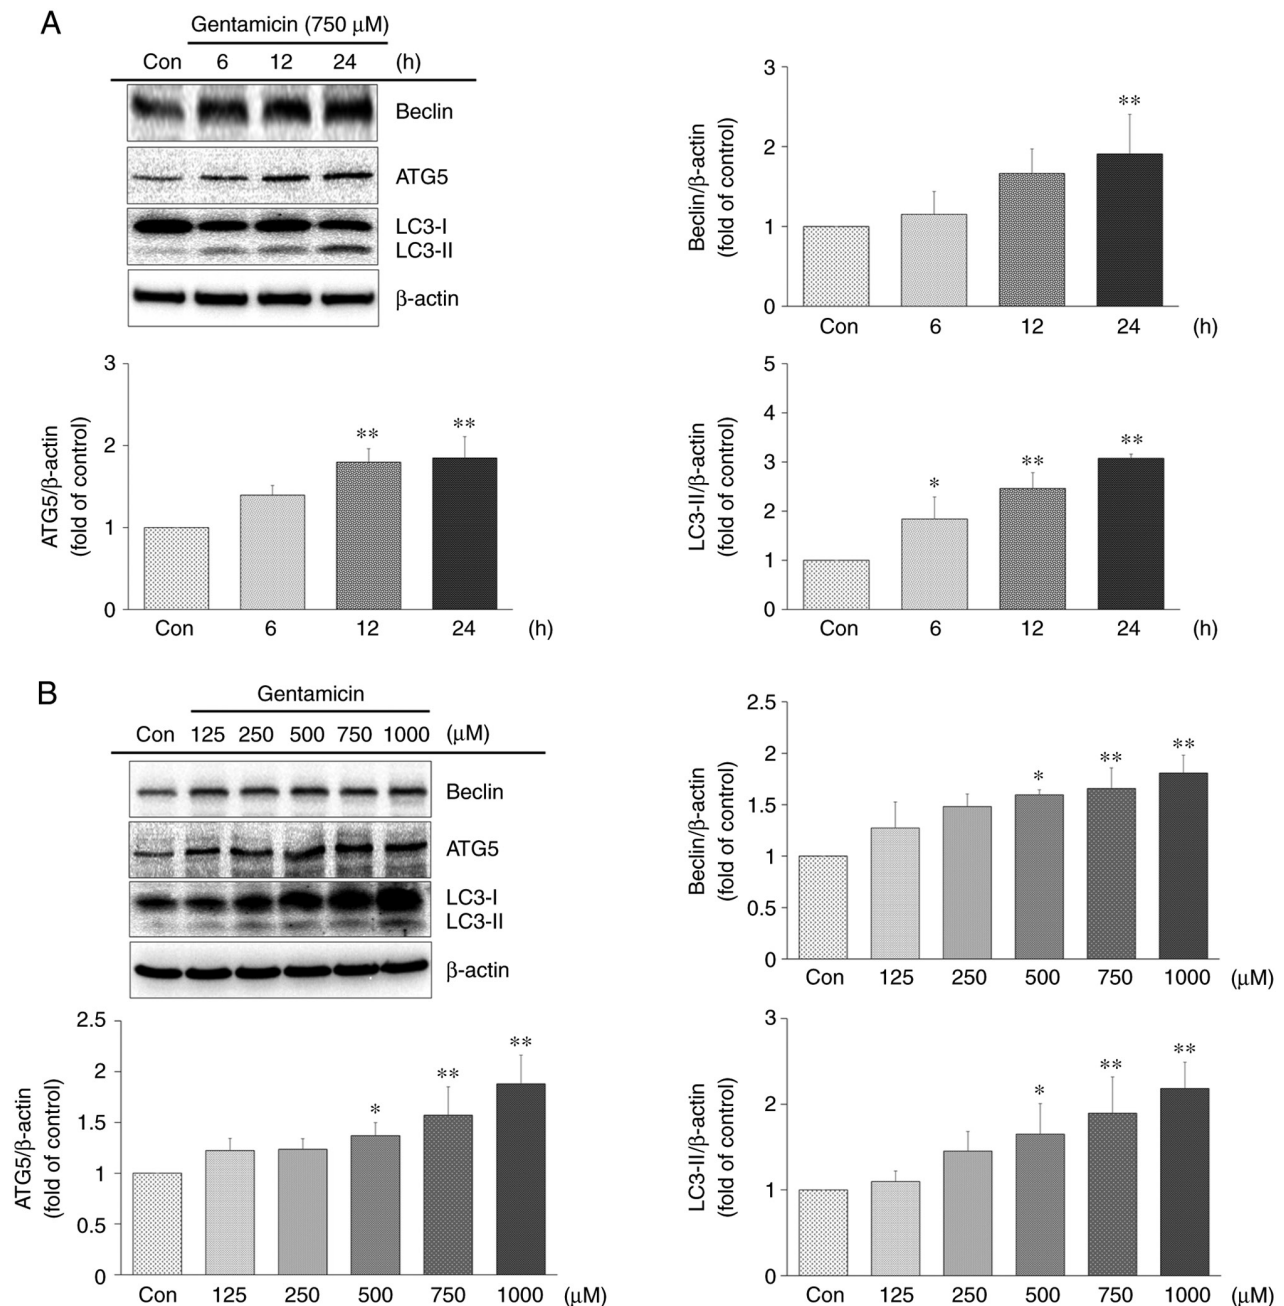 A
Gentamicin (750 μM)
Con 6 12 24 (h)
Beclin
ATG5
LC3-I
LC3-II
β-actin
Beclin/β-actin
(fold of control)
3
**
2
1
0
Con 6 12 24 (h)
ATG5/β-actin
(fold of control)
3
** **
2
1
0
Con 6 12 24 (h)
LC3-II/β-actin
(fold of control)
5
4
**
3
**
*
2
1
0
Con 6 12 24 (h)
B
Gentamicin
Con 125 250 500 750 1000 (μM)
Beclin
ATG5
LC3-I
LC3-II
β-actin
Beclin/β-actin
(fold of control)
2.5
* ** **
2
1.5
1
0.5
0
Con 125 250 500 750 1000 (μM)
ATG5/β-actin
(fold of control)
2.5
* ** **
2
1.5
1
0.5
0
Con 125 250 500 750 1000 (μM)
LC3-II/β-actin
(fold of control)
3
* ** **
2
1
0
Con 125 250 500 750 1000 (μM)